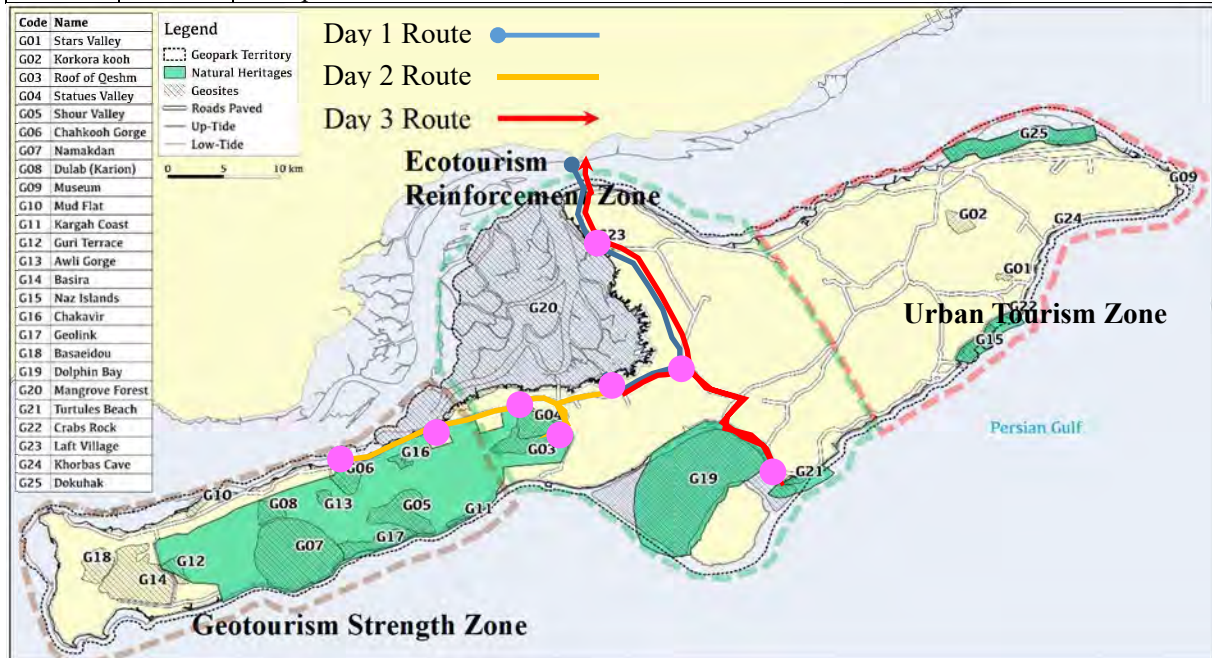 Code Name
G01 Stars Valley
G02 Korkora kooh
G03 Roof of Qeshm
G04 Statues Valley
G05 Shour Valley
G06 Chahkooh Gorge
G07 Namakdan
G08 Dulab (Karion)
G09 Museum
G10 Mud Flat
G11 Kargah Coast
G12 Guri Terrace
G13 Awli Gorge
G14 Basira
G15 Naz Islands
G16 Chakavir
G17 Geolink
G18 Basaeidou
G19 Dolphin Bay
G20 Mangrove Forest
G21 Turtules Beach
G22 Crabs Rock
G23 Laft Village
G24 Khorbas Cave
G25 Dokuhak
Legend
Geopark Territory
Natural Heritages
Geosites
Roads Paved
Up-Tide
Low-Tide
0 5 10 km
Day 1 Route
Day 2 Route
Day 3 Route
Ecotourism
Reinforcement Zone
G25
G09
G02
G24
G23
G01
G20
G22
Urban Tourism Zone
G15
Persian Gulf
G04
G03
G16
G06
G19
G21
G10
G13
G08
G05
G11
G17
G07
G18
G12
G14
Geotourism Strength Zone